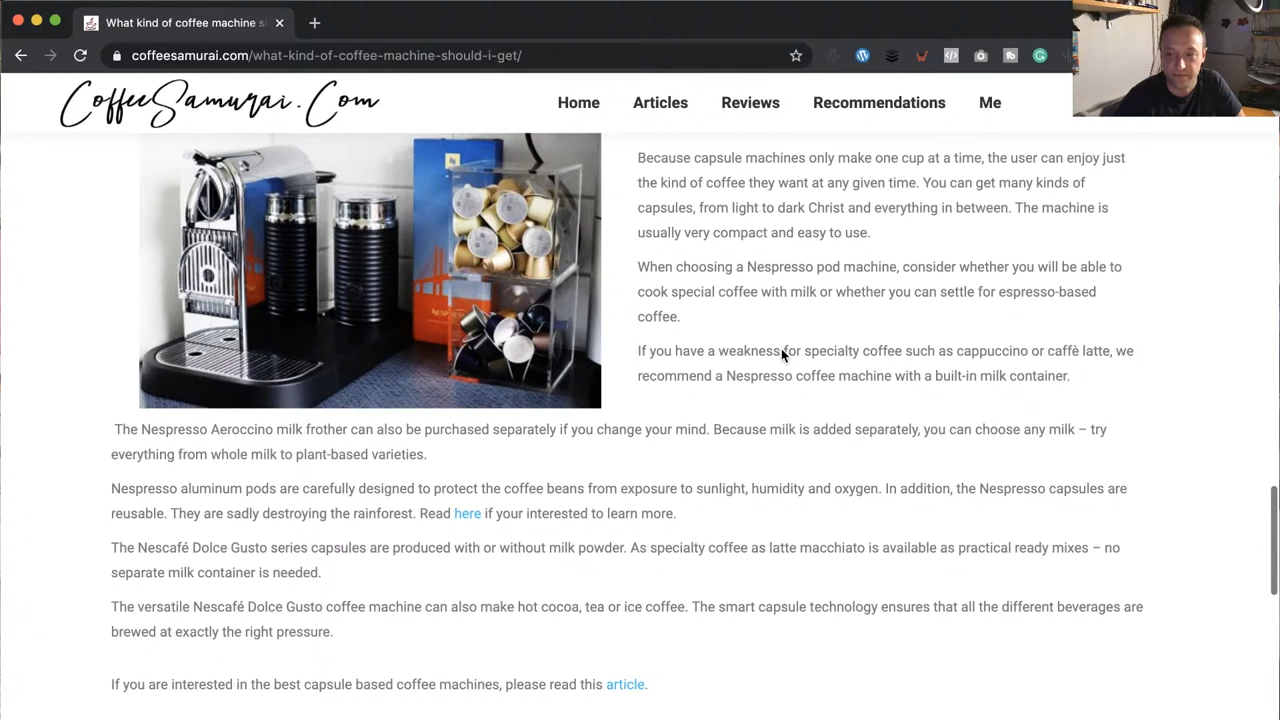 What kind of coffee machine s
coffeesamurai.com/what-kind-of-coffee-machine-should-i-get/
CoffeeSamurai.Com
Home Articles Reviews Recommendations Me
Because capsule machines only make one cup at a time, the user can enjoy just
the kind of coffee they want at any given time. You can get many kinds of
capsules, from light to dark Christ and everything in between. The machine is
usually very compact and easy to use.
When choosing a Nespresso pod machine, consider whether you will be able to
cook special coffee with milk or whether you can settle for espresso-based
coffee.
If you have a weakness for specialty coffee such as cappuccino or caffè latte, we
recommend a Nespresso coffee machine with a built-in milk container.
The Nespresso Aeroccino milk frother can also be purchased separately if you change your mind. Because milk is added separately, you can choose any milk – try
everything from whole milk to plant-based varieties.
Nespresso aluminum pods are carefully designed to protect the coffee beans from exposure to sunlight, humidity and oxygen. In addition, the Nespresso capsules are
reusable. They are sadly destroying the rainforest. Read here if your interested to learn more.
The Nescafé Dolce Gusto series capsules are produced with or without milk powder. As specialty coffee as latte macchiato is available as practical ready mixes – no
separate milk container is needed.
The versatile Nescafé Dolce Gusto coffee machine can also make hot cocoa, tea or ice coffee. The smart capsule technology ensures that all the different beverages are
brewed at exactly the right pressure.
If you are interested in the best capsule based coffee machines, please read this article.